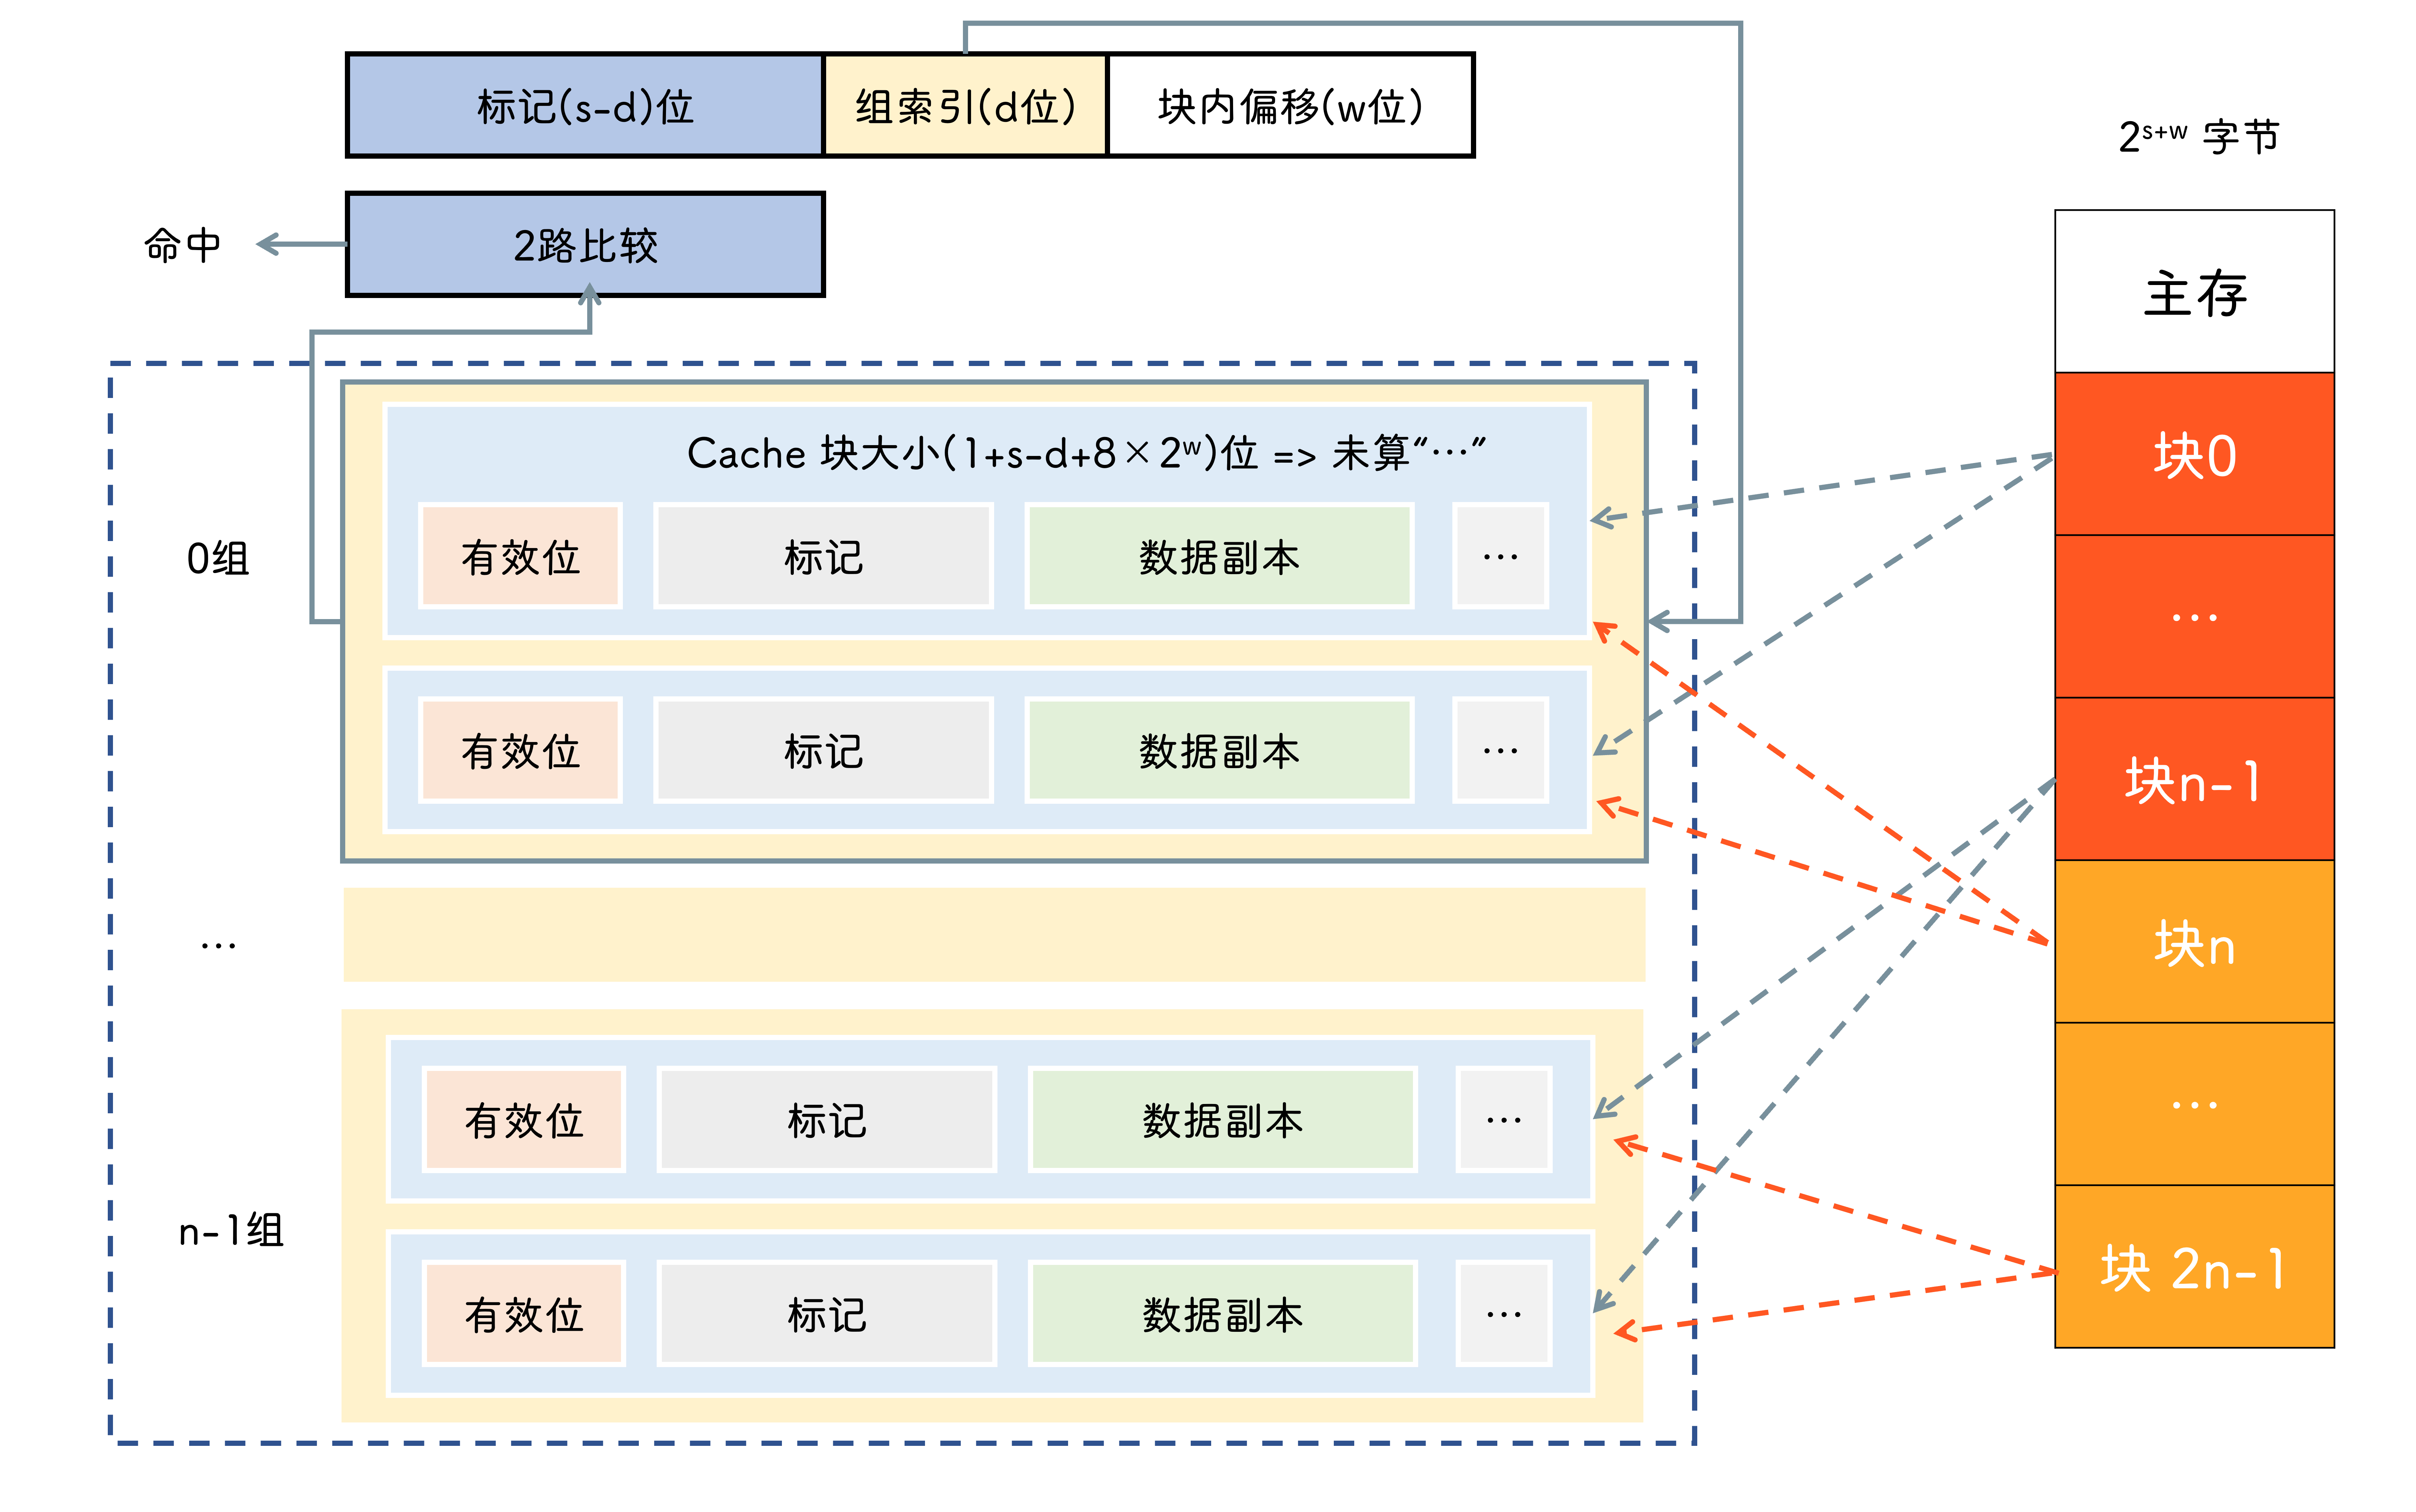 标记(s-d)位
组索引(d位)
块内偏移(w位)
2ˢ⁺ʷ 字节
命中
2路比较
主存
0组
Cache 块大小(1+s-d+8×2ʷ)位 => 未算“…”
有效位
标记
数据副本
…
有效位
标记
数据副本
…
…
n-1组
有效位
标记
数据副本
…
有效位
标记
数据副本
…
块0
…
块n-1
块n
…
块 2n-1